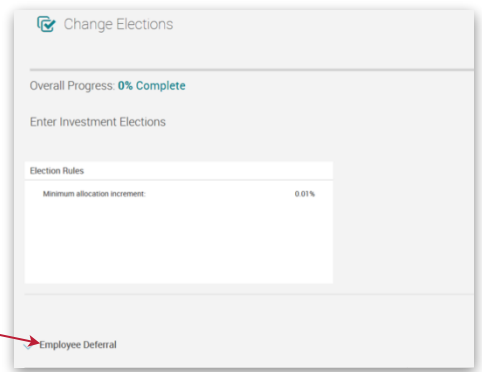 Change Elections
Overall Progress: 0% Complete
Enter Investment Elections
Election Rules
Minimum allocation increment: 0.01%
Employee Deferral